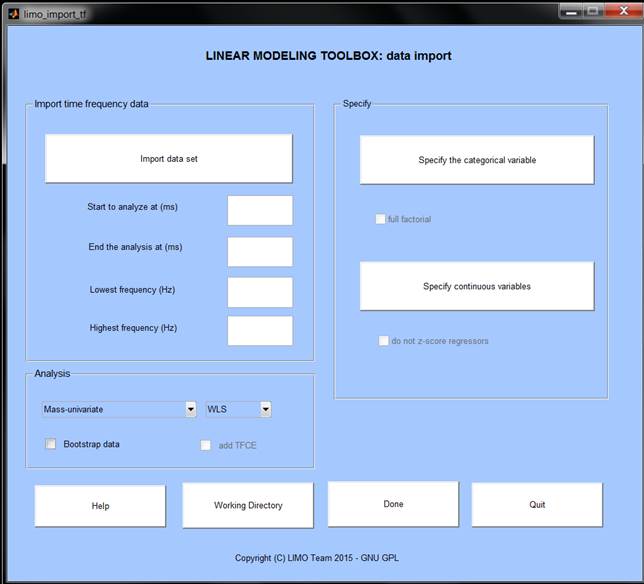 limo_import_tf
LINEAR MODELING TOOLBOX: data import
Import time frequency data
Import data set
Start to analyze at (ms)
End the analysis at (ms)
Lowest frequency (Hz)
Highest frequency (Hz)
Specify
Specify the categorical variable
full factorial
Specify continuous variables
do not z-score regressors
Analysis
Mass-univariate
WLS
Bootstrap data
add TFCE
Help
Working Directory
Done
Quit
Copyright (C) LIMO Team 2015 - GNU GPL